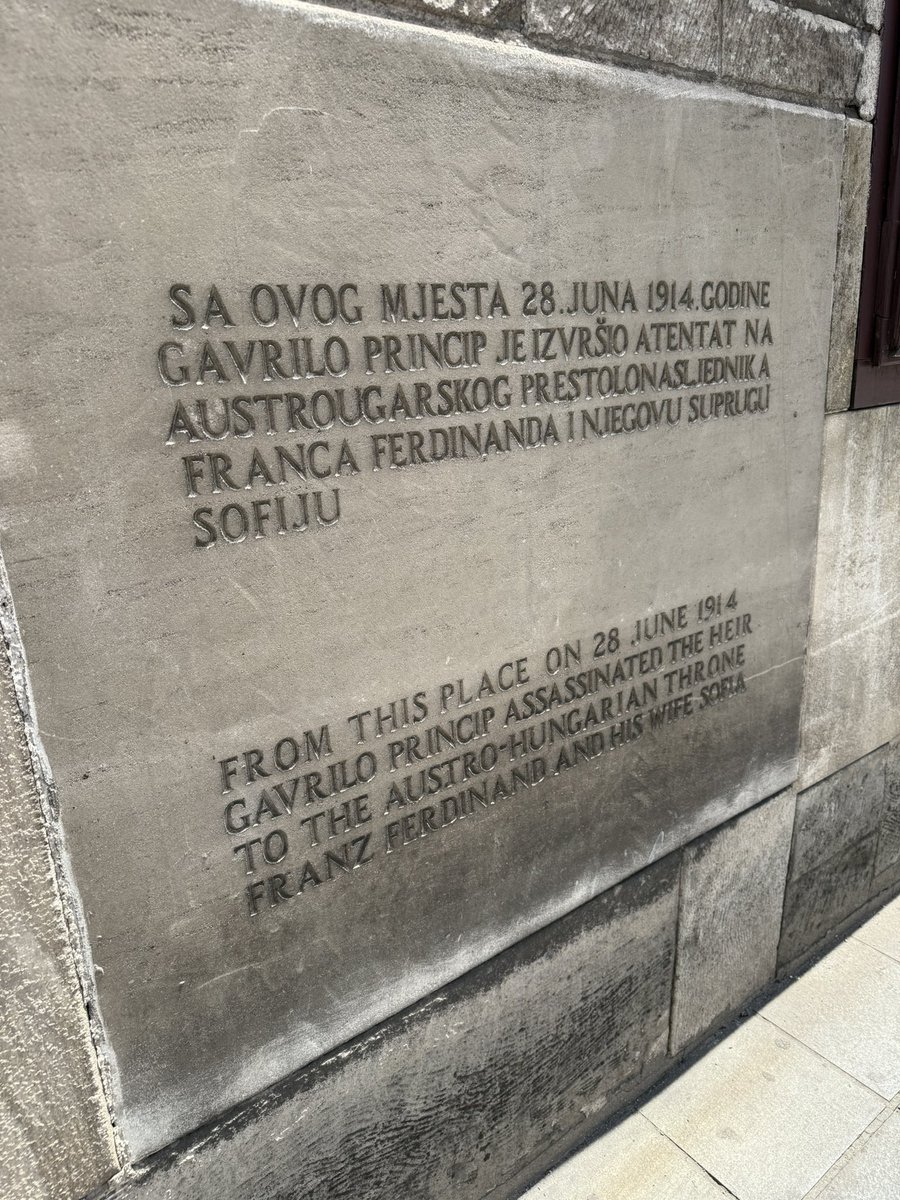 SA OVOG MJESTA 28. JUNA 1914. GODINE
GAVRILO PRINCIP JE IZVRŠIO ATENTAT NA
AUSTROUGARSKOG PRESTOLONASLJEDNIKA
FRANCA FERDINANDA I NJEGOVU SUPRUGU
SOFIJU
FROM THIS PLACE ON 28 JUNE 1914
GAVRILO PRINCIP ASSASSINATED THE HEIR
TO THE AUSTRO-HUNGARIAN THRONE
FRANZ FERDINAND AND HIS WIFE SOFIA